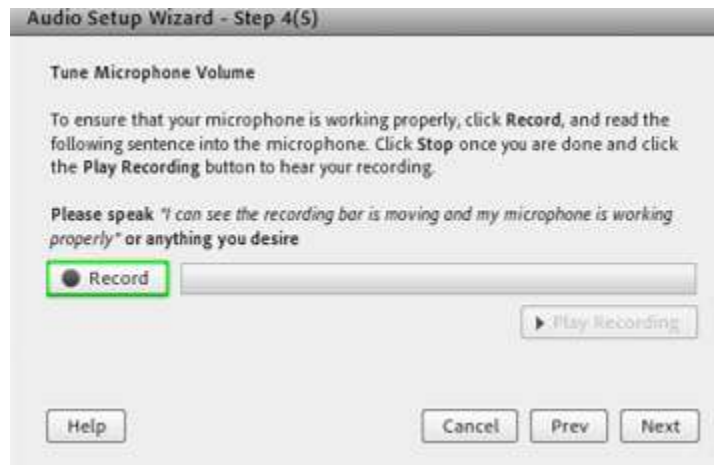 Audio Setup Wizard - Step 4(5)
Tune Microphone Volume
To ensure that your microphone is working properly, click Record, and read the
following sentence into the microphone. Click Stop once you are done and click
the Play Recording button to hear your recording.
Please speak "I can see the recording bar is moving and my microphone is working
properly" or anything you desire
Record
Play Recording
Help
Cancel
Prev
Next